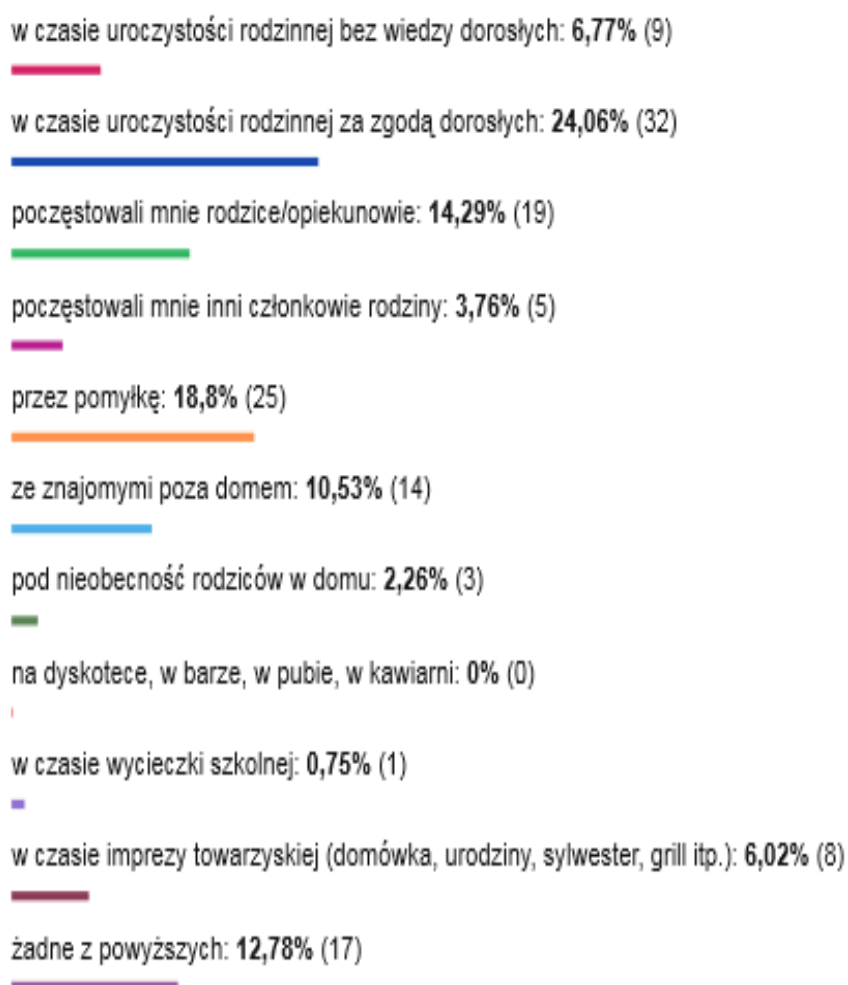 w czasie uroczystości rodzinnej bez wiedzy dorosłych: 6,77% (9)
w czasie uroczystości rodzinnej za zgodą dorosłych: 24,06% (32)
poczęstowali mnie rodzice/opiekunowie: 14,29% (19)
poczęstowali mnie inni członkowie rodziny: 3,76% (5)
przez pomyłkę: 18,8% (25)
ze znajomymi poza domem: 10,53% (14)
pod nieobecność rodziców w domu: 2,26% (3)
na dyskotece, w barze, w pubie, w kawiarni: 0% (0)
w czasie wycieczki szkolnej: 0,75% (1)
w czasie imprezy towarzyskiej (domówka, urodziny, sylwester, grill itp.): 6,02% (8)
żadne z powyższych: 12,78% (17)